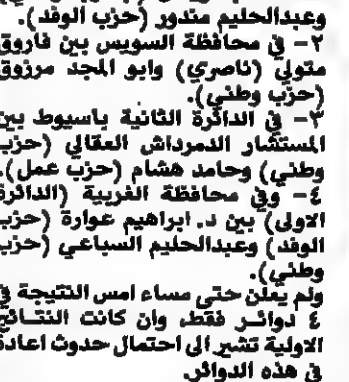 وعبدالحليم مندور (حزب الوفد).
٢- في محافظة السويس بين فاروق
متولي (ناصري) وابو المجد مرزوق
(حزب وطني).
٣- في الدائرة الثانية باسيوط بين
المستشار الدمرداش العقالي (حزب
وطني) وحامد هشام (حزب عمل).
٤- وفي محافظة الغربية (الدائرة
الاولى) بين د. ابراهيم عوارة (حزب
الوفد) وعبدالحليم السباعي (حزب
وطني).
ولم يعلن حتى مساء امس النتيجة في
٤ دوائر فقط، وان كانت النتائج
الاولية تشير الى احتمال حدوث اعادة
في هذه الدوائر.